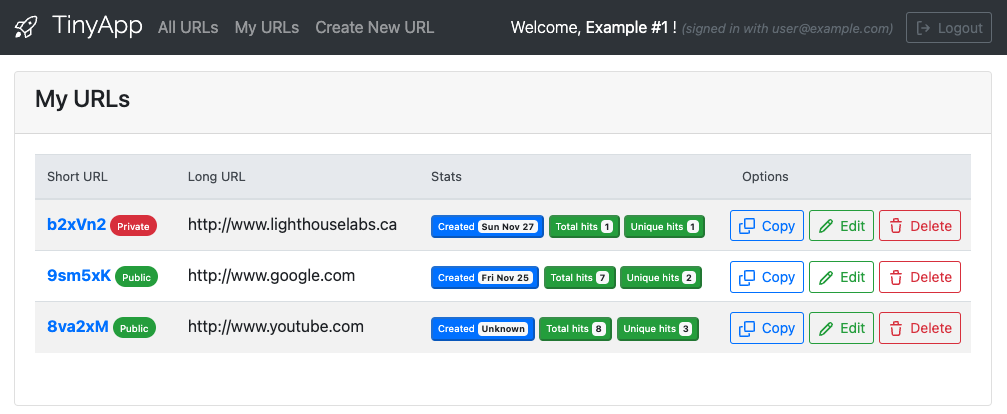 TinyApp All URLs My URLs Create New URL Welcome, Example #1 ! (signed in with user@example.com) Logout
My URLs
Short URL Long URL Stats Options
b2xVn2 Private http://www.lighthouselabs.ca Created Sun Nov 27 Total hits 1 Unique hits 1 Copy Edit Delete
9sm5xK Public http://www.google.com Created Fri Nov 25 Total hits 7 Unique hits 2 Copy Edit Delete
8va2xM Public http://www.youtube.com Created Unknown Total hits 8 Unique hits 3 Copy Edit Delete